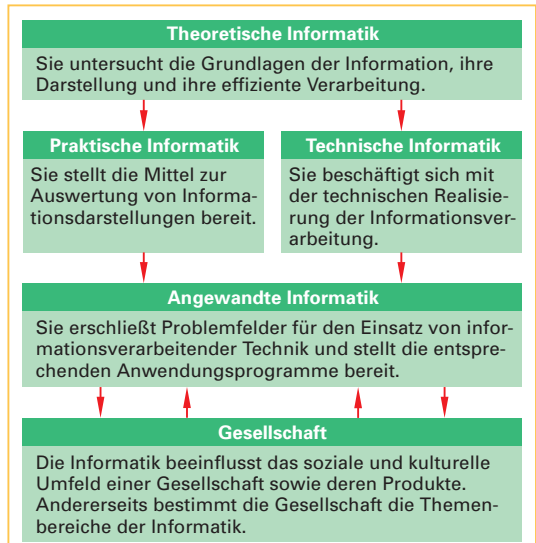 Theoretische Informatik
Sie untersucht die Grundlagen der Information, ihre
Darstellung und ihre effiziente Verarbeitung.
Praktische Informatik
Sie stellt die Mittel zur
Auswertung von Informa-
tionsdarstellungen bereit.
Technische Informatik
Sie beschäftigt sich mit
der technischen Realisie-
rung der Informationsver-
arbeitung.
Angewandte Informatik
Sie erschließt Problemfelder für den Einsatz von infor-
mationsverarbeitender Technik und stellt die entspre-
chenden Anwendungsprogramme bereit.
Gesellschaft
Die Informatik beeinflusst das soziale und kulturelle
Umfeld einer Gesellschaft sowie deren Produkte.
Andererseits bestimmt die Gesellschaft die Themen-
bereiche der Informatik.